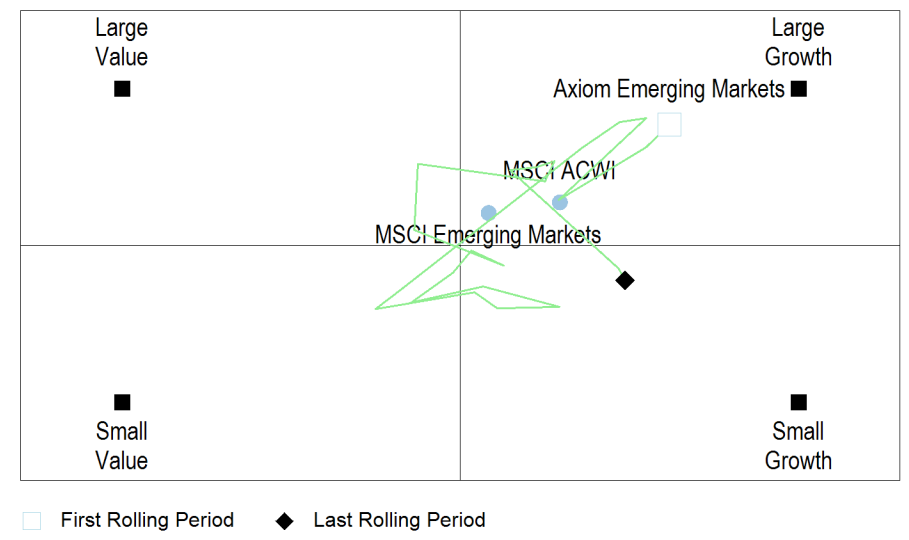 Large
Value
Large
Growth
Axiom Emerging Markets
MSCI ACWI
MSCI Emerging Markets
Small
Value
Small
Growth
First Rolling Period
Last Rolling Period